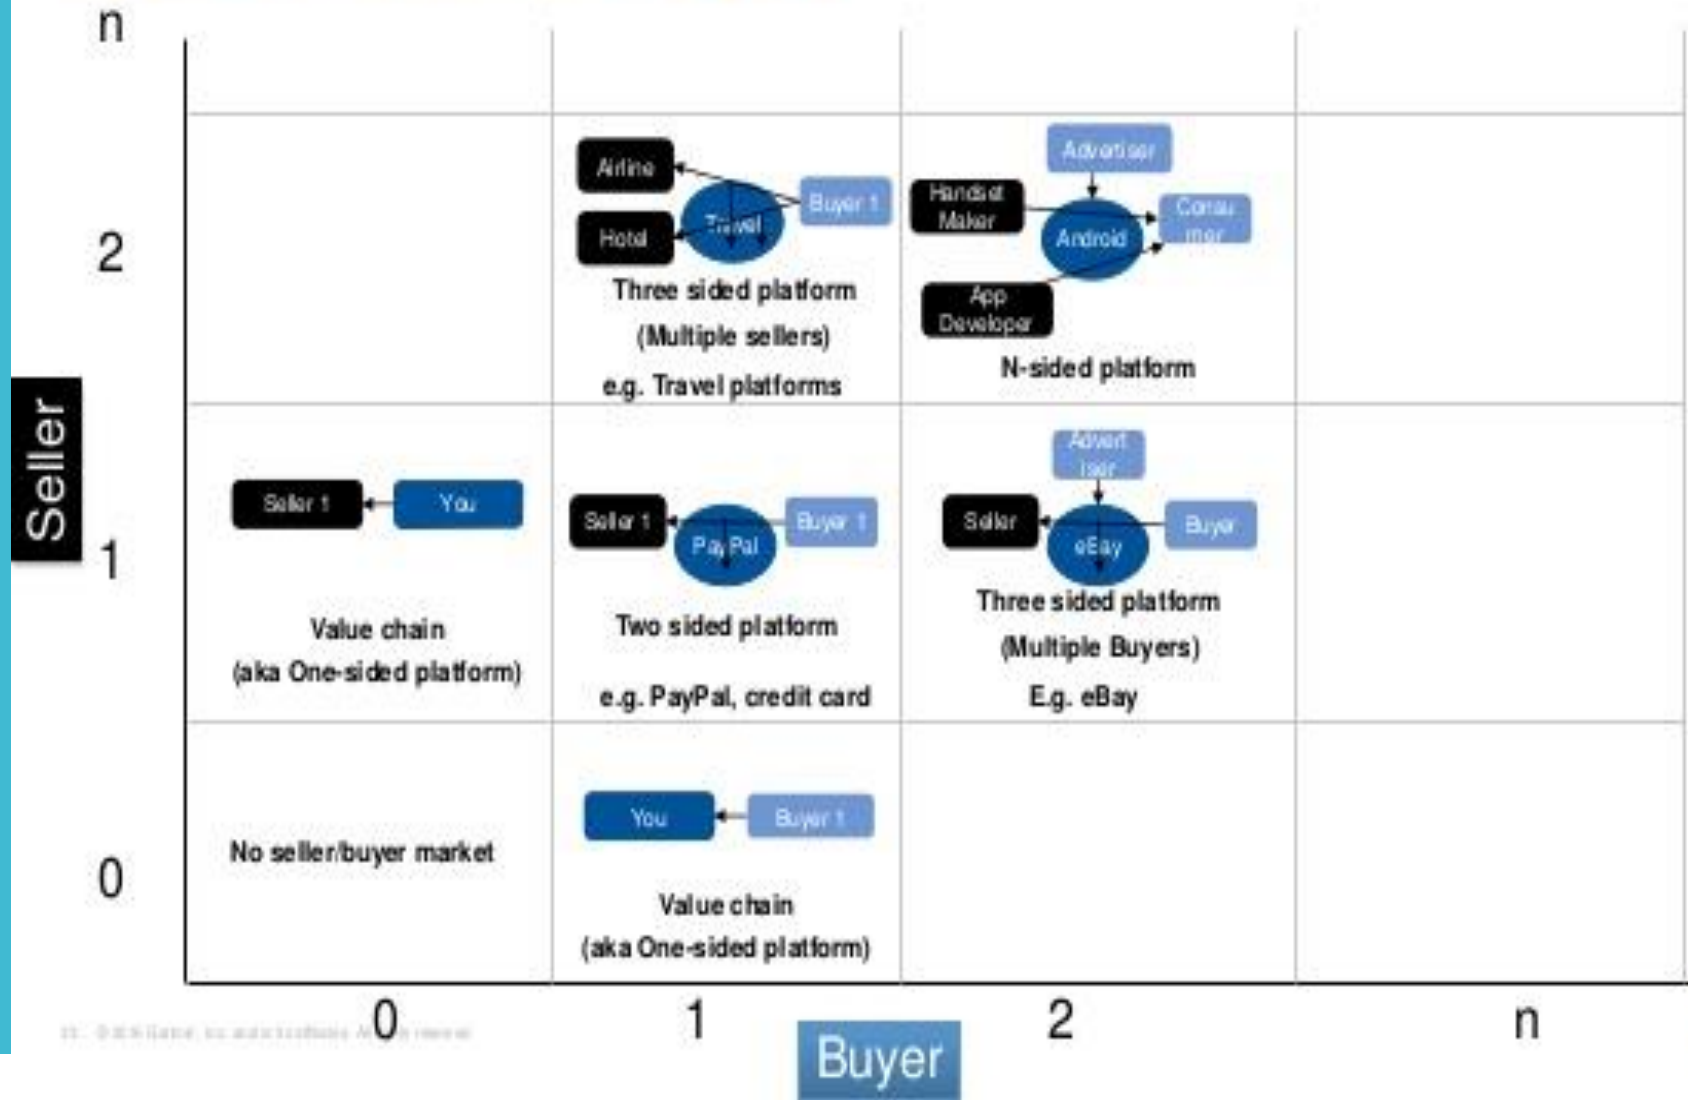 n
Airline
Hotel
Travel
Buyer 1
Three sided platform
(Multiple sellers)
e.g. Travel platforms
Advertiser
Handset
Maker
Consu
mer
Android
App
Developer
N-sided platform
2
Seller
Seller 1
You
Value chain
(aka One-sided platform)
1
Seller 1
PayPal
Buyer 1
Two sided platform
e.g. PayPal, credit card
Advert
iser
Seller
eBay
Buyer
Three sided platform
(Multiple Buyers)
E.g. eBay
No seller/buyer market
0
You
Buyer 1
Value chain
(aka One-sided platform)
0
1
2
n
Buyer